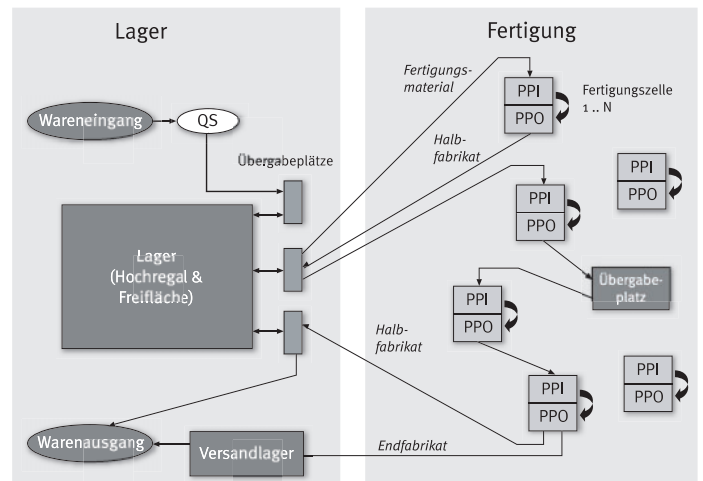 Lager
Wareneingang
QS
Übergabeplätze
Lager
(Hochregal &
Freifläche)
Warenausgang
Versandlager
Fertigung
Fertigungs-
material
PPI
PPO
Fertigungszelle
1 .. N
Halb-
fabrikat
PPI
PPO
PPI
PPO
Übergabe-
platz
PPI
PPO
Halb-
fabrikat
PPI
PPO
PPI
PPO
Endfabrikat